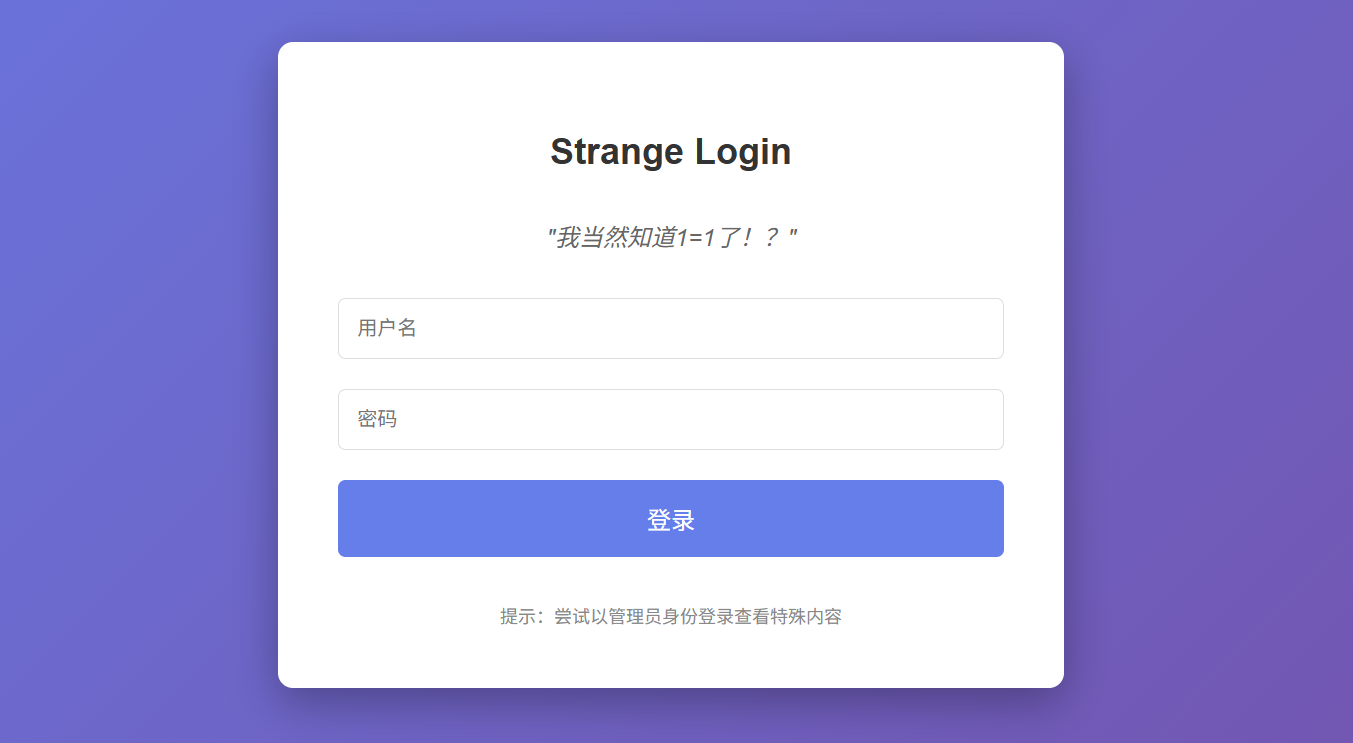 Strange Login
"我当然知道1=1了！？"
用户名
密码
登录
提示：尝试以管理员身份登录查看特殊内容